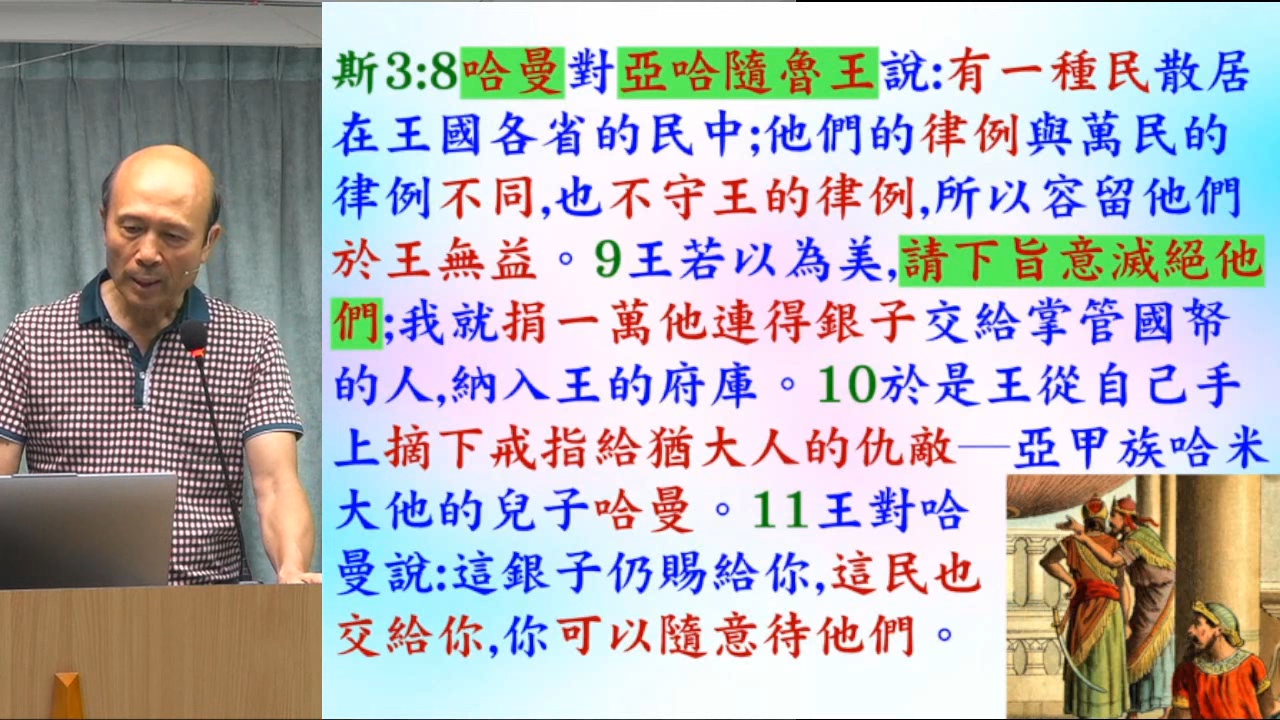 斯3:8哈曼對亞哈隨魯王說:有一種民散居
在王國各省的民中;他們的律例與萬民的
律例不同,也不守王的律例,所以容留他們
於王無益。9王若以為美,請下旨意滅絕他
們;我就捐一萬他連得銀子交給掌管國帑
的人,納入王的府庫。10於是王從自己手
上摘下戒指給猶大人的仇敵─亞甲族哈米
大他的兒子哈曼。11王對哈
曼說:這銀子仍賜給你,這民也
交給你,你可以隨意待他們。